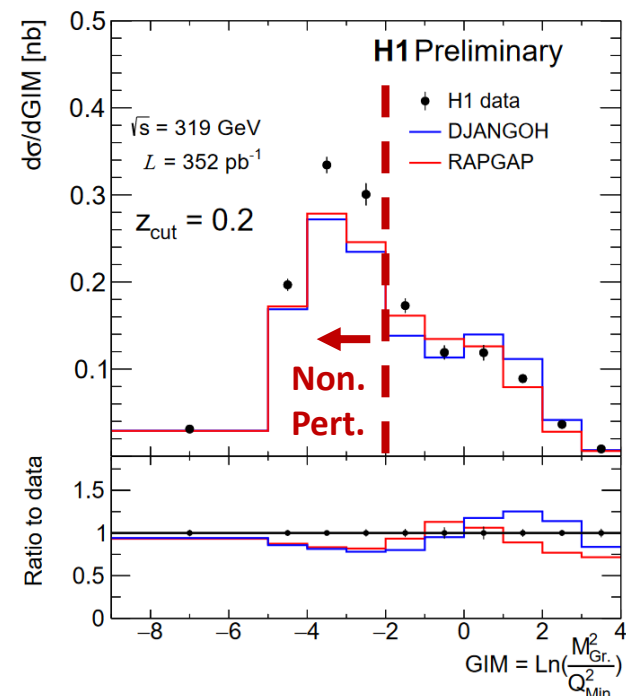 dσ/dGIM [nb]
0.5
0.4
0.3
0.2
0.1
H1 Preliminary
√s = 319 GeV
L = 352 pb⁻¹
z_cut = 0.2
H1 data
DJANGOH
RAPGAP
Non.
Pert.
Ratio to data
1.5
1
0.5
0
−8 −6 −4 −2 0 2 4
GIM = Ln(M²_Gr. / Q²_Min)